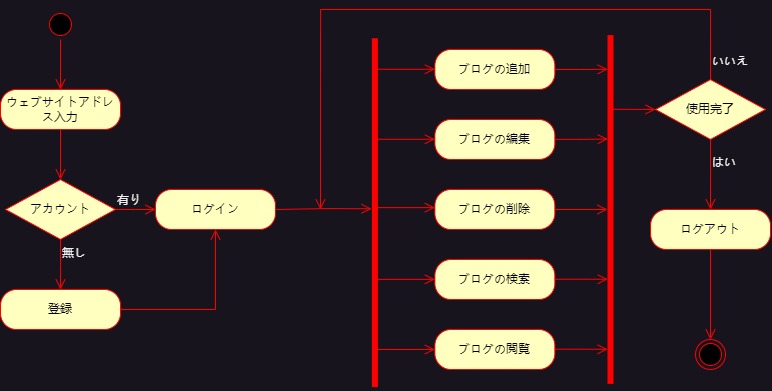 ウェブサイトアドレ
ス入力
アカウント
有り
無し
登録
ログイン
ブログの追加
ブログの編集
ブログの削除
ブログの検索
ブログの閲覧
いいえ
使用完了
はい
ログアウト